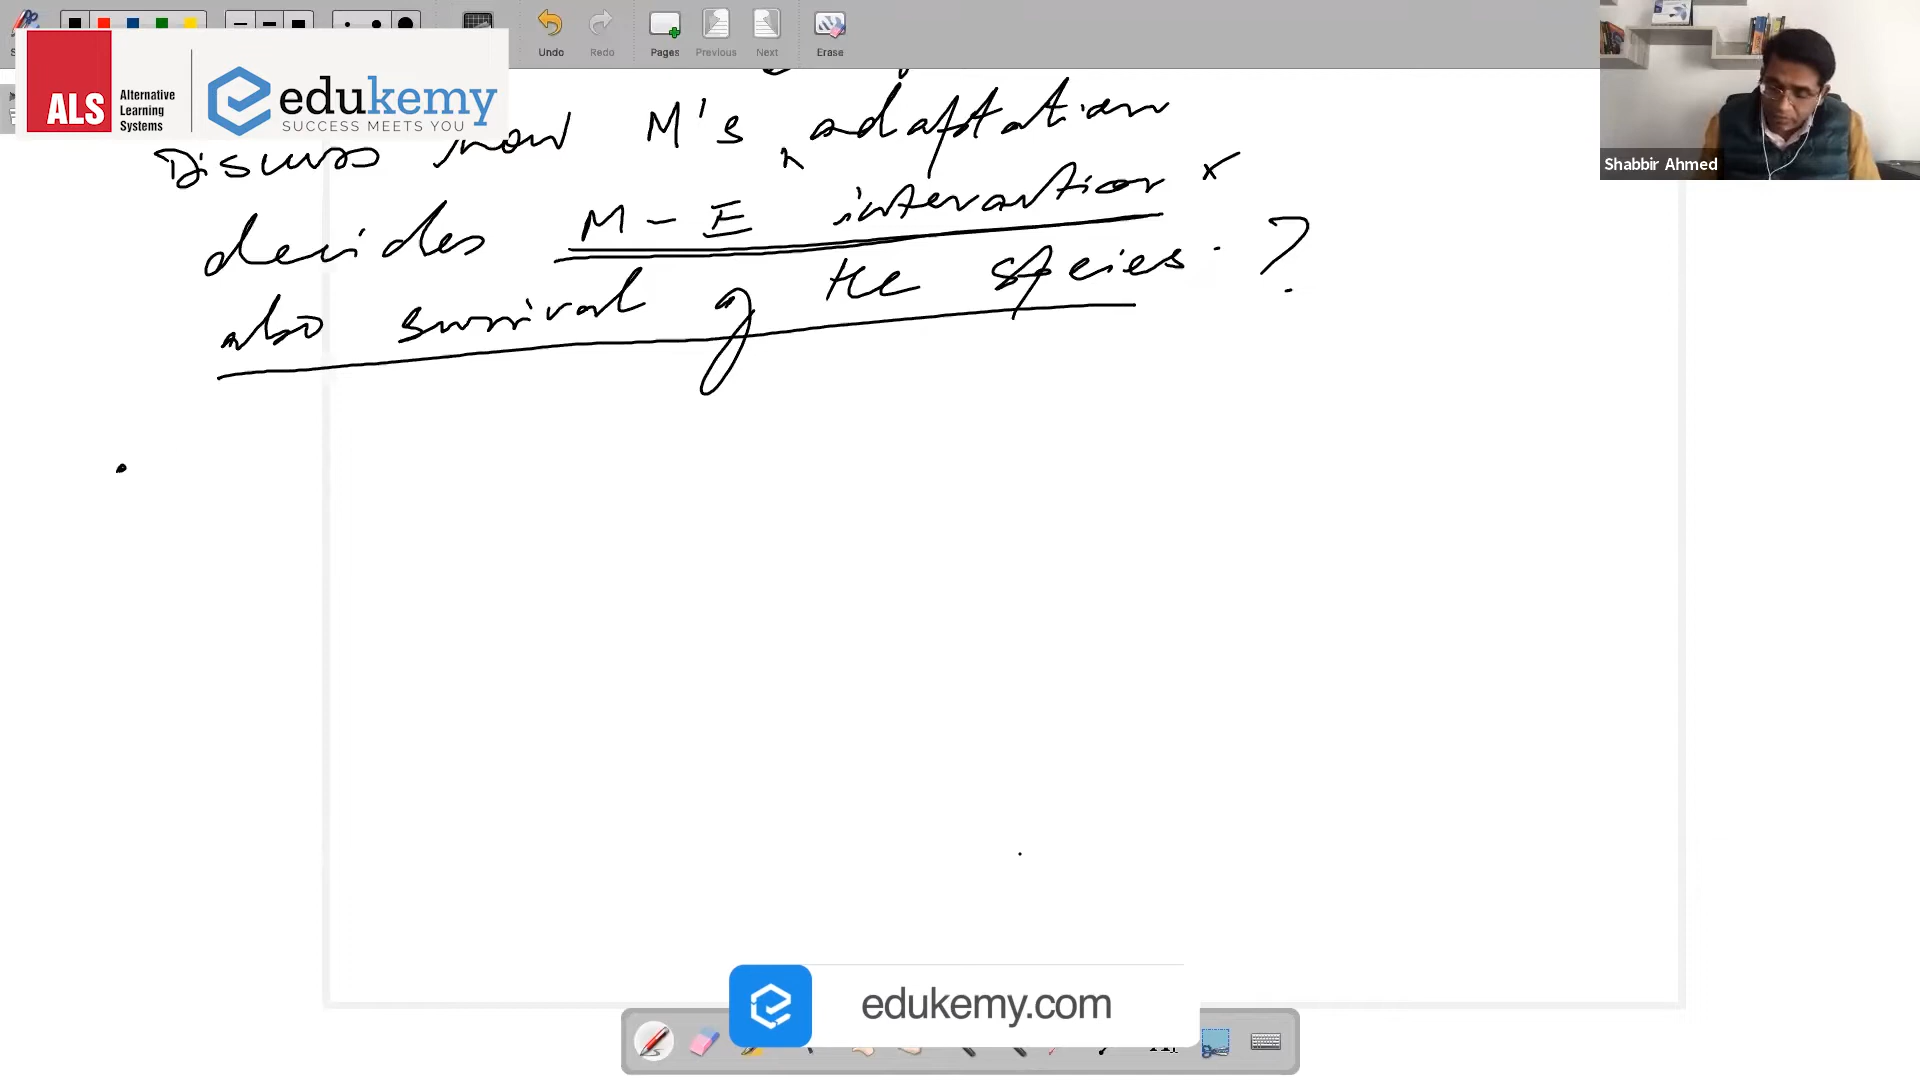 Undo
Redo
Pages
Previous
Next
Erase
ALS
Alternative
Learning
Systems
edukemy
SUCCESS MEETS YOU
Shabbir Ahmed
Discuss how M's adaptation
decides M - E interaction x
also survival of the species. ?
edukemy.com